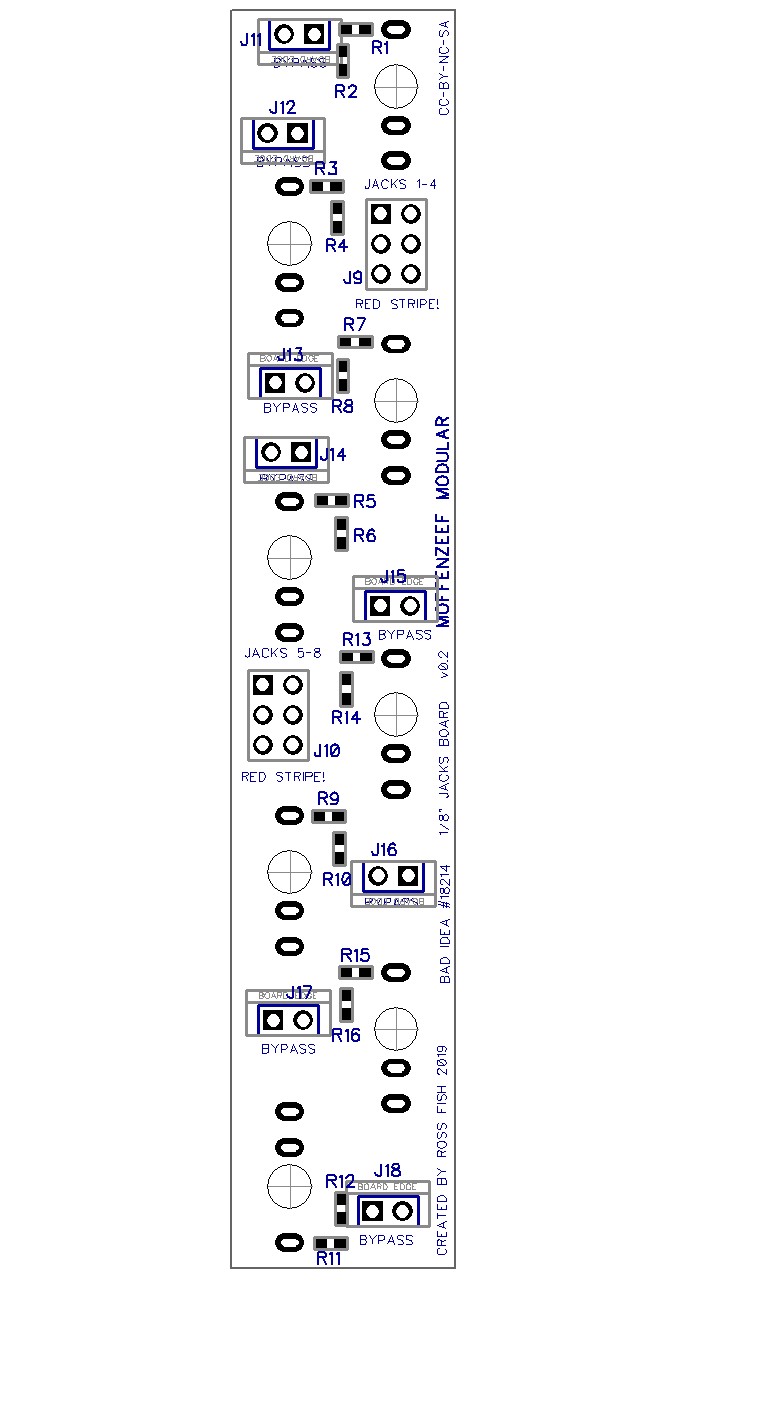 J11
R1
CC-BY-NC-SA
BYPASS
R2
J12
BYPASS
R3
JACKS 1-4
R4
J9
RED STRIPE!
R7
J13
BOARD EDGE
BYPASS
R8
J14
BYPASS
R5
R6
MOFFENZEEF MODULAR
J15
BOARD EDGE
BYPASS
R13
JACKS 5-8
v0.2
R14
J10
1/8" JACKS BOARD
RED STRIPE!
R9
J16
R10
BYPASS
BAD IDEA #18214
R15
J17
BOARD EDGE
R16
BYPASS
CREATED BY ROSS FISH 2019
J18
R12
BOARD EDGE
BYPASS
R11